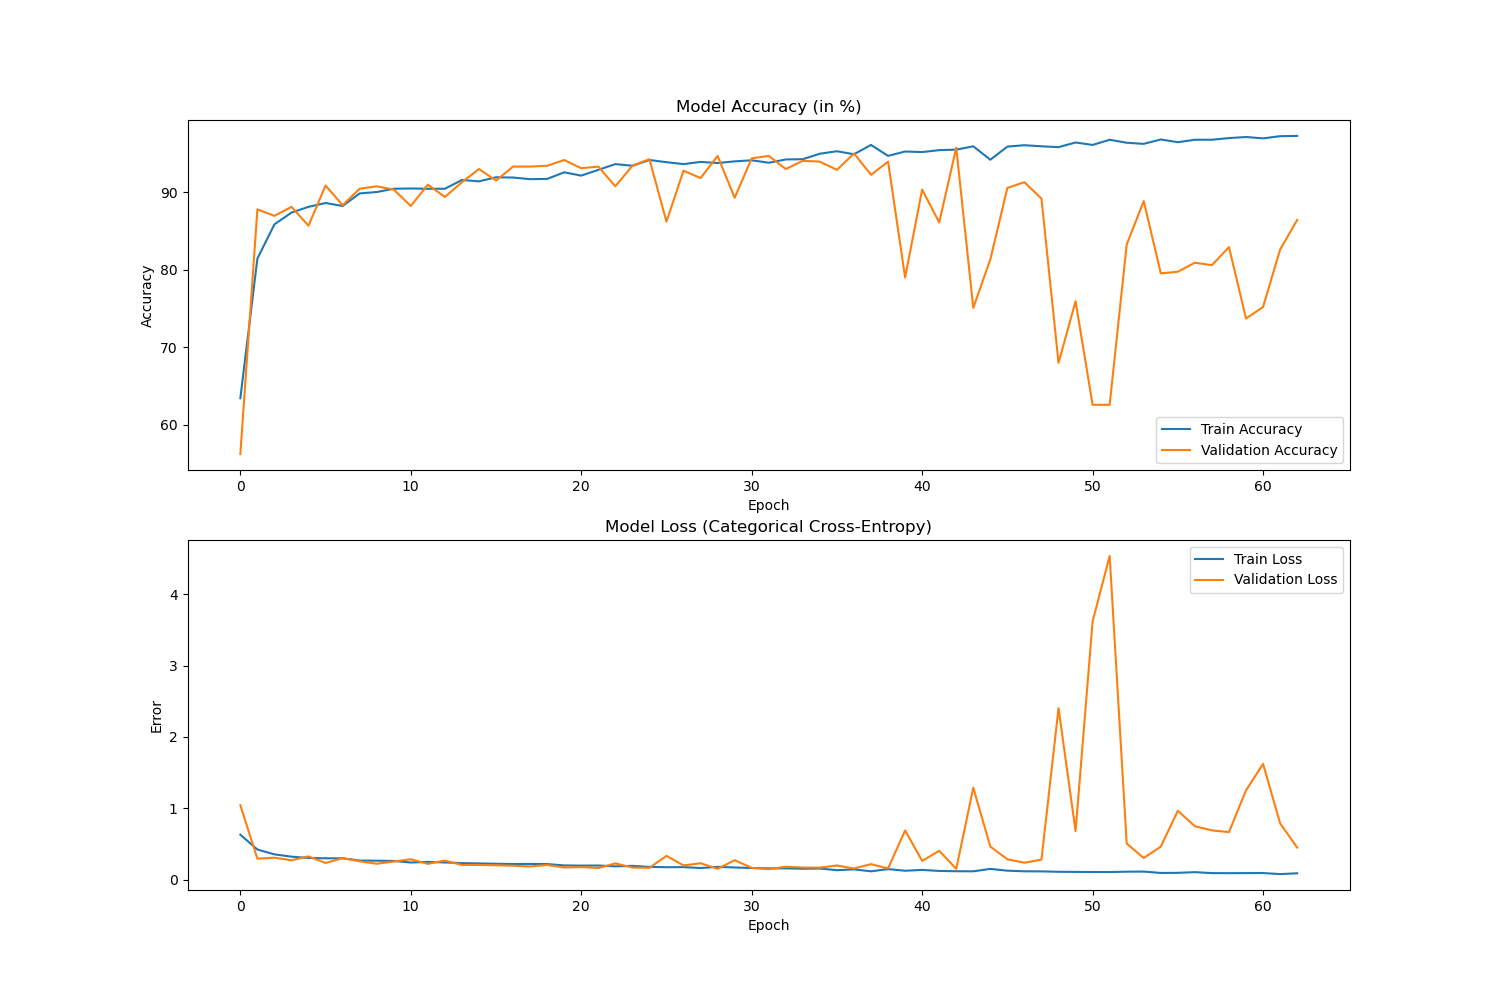 Model Accuracy (in %)
90
80
70
60
Accuracy
Train Accuracy
Validation Accuracy
0 10 20 30 40 50 60
Epoch
Model Loss (Categorical Cross-Entropy)
Train Loss
Validation Loss
4
3
2
1
0
Error
0 10 20 30 40 50 60
Epoch